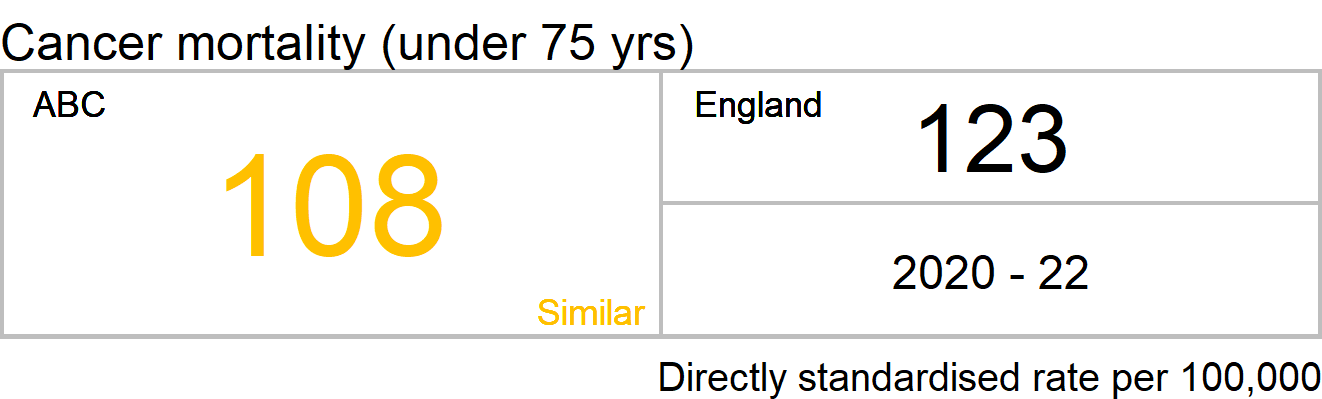 Cancer mortality (under 75 yrs)
ABC
108
Similar
England
123
2020 - 22
Directly standardised rate per 100,000